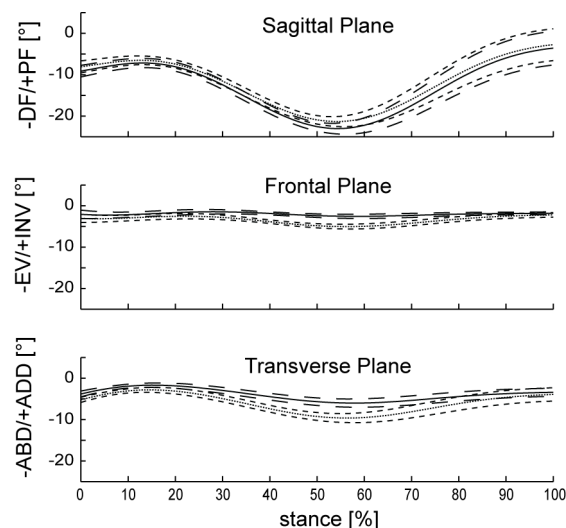 Sagittal Plane
-DF/+PF [°]
0
-10
-20
Frontal Plane
-EV/+INV [°]
0
-10
-20
Transverse Plane
-ABD/+ADD [°]
0
-10
-20
0 10 20 30 40 50 60 70 80 90 100
stance [%]